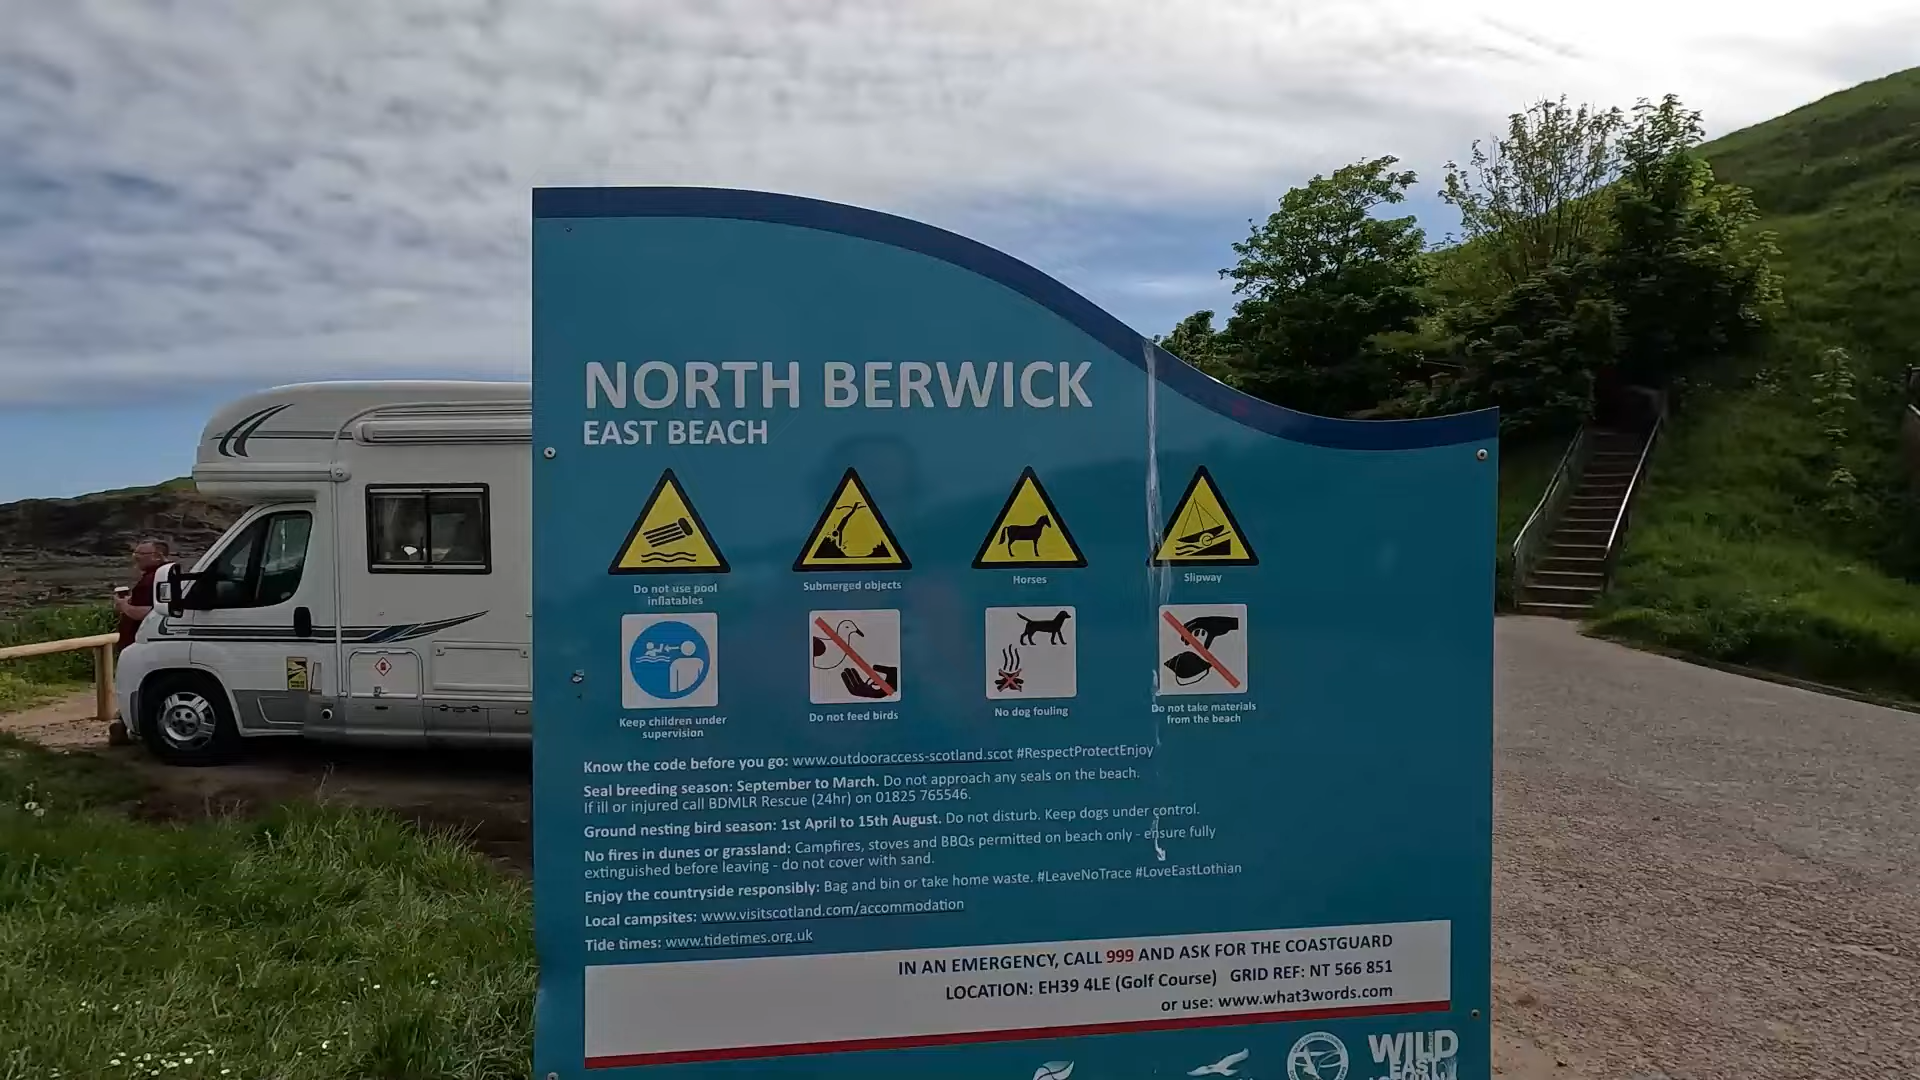 NORTH BERWICK
EAST BEACH
Do not use pool
inflatables
Submerged objects
Horses
Slipway
Keep children under
supervision
Do not feed birds
No dog fouling
Do not take materials
from the beach
Know the code before you go: www.outdooraccess-scotland.scot #RespectProtectEnjoy
Seal breeding season: September to March. Do not approach any seals on the beach.
If ill or injured call BDMLR Rescue (24hr) on 01825 765546.
Ground nesting bird season: 1st April to 15th August. Do not disturb. Keep dogs under control.
No fires in dunes or grassland: Campfires, stoves and BBQs permitted on beach only - ensure fully
extinguished before leaving - do not cover with sand.
Enjoy the countryside responsibly: Bag and bin or take home waste. #LeaveNoTrace #LoveEastLothian
Local campsites: www.visitscotland.com/accommodation
Tide times: www.tidetimes.org.uk
IN AN EMERGENCY, CALL 999 AND ASK FOR THE COASTGUARD
LOCATION: EH39 4LE (Golf Course) GRID REF: NT 566 851
or use: www.what3words.com
WILD
EAST